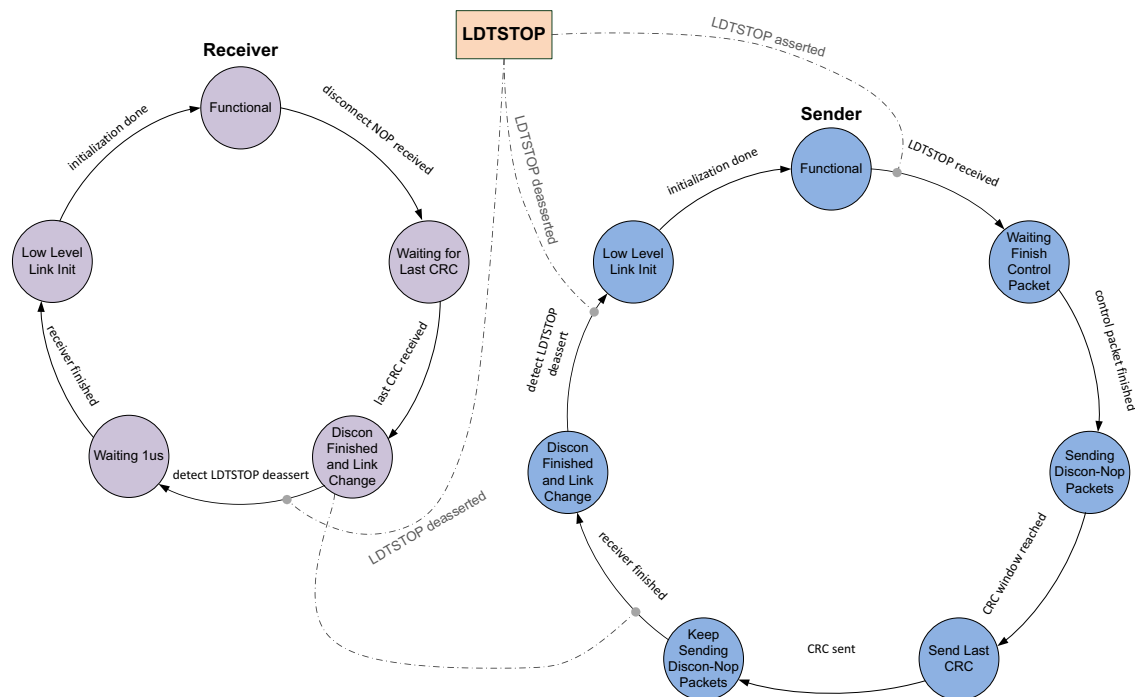 LDTSTOP
LDTSTOP asserted
LDTSTOP deasserted
LDTSTOP deasserted
Receiver
Functional
disconnect NOP received
Waiting for
Last CRC
last CRC received
Discon
Finished
and Link
Change
detect LDTSTOP deassert
Waiting 1us
receiver finished
Low Level
Link Init
initialization done
Sender
Functional
LDTSTOP received
Waiting
Finish
Control
Packet
control packet finished
Sending
Discon-Nop
Packets
CRC window reached
Send Last
CRC
CRC sent
Keep
Sending
Discon-Nop
Packets
receiver finished
Discon
Finished
and Link
Change
detect LDTSTOP
deassert
Low Level
Link Init
initialization done